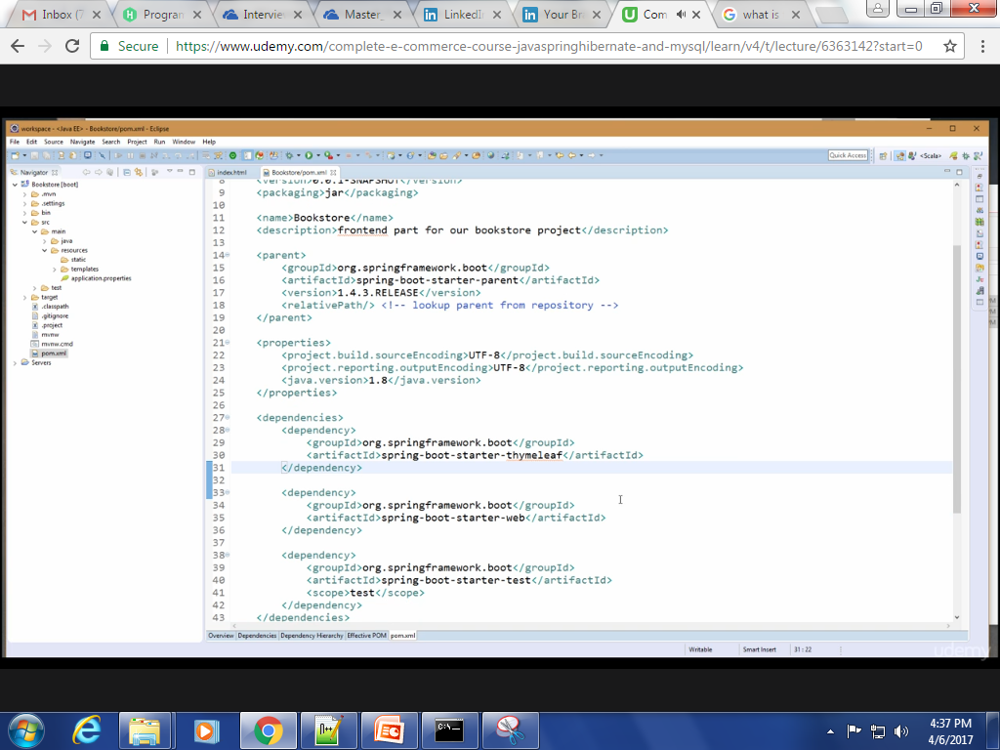 Inbox (7
Program
Interview
Master_
LinkedIn
Your Bri
Com
what is
Secure
https://www.udemy.com/complete-e-commerce-course-javaspringhibernate-and-mysql/learn/v4/t/lecture/6363142?start=0
workspace - <Java EE> - Bookstore/pom.xml - Eclipse
File Edit Source Navigate Search Project Run Window Help
Quick Access
<Scala>
Navigator
Bookstore [boot]
.mvn
.settings
bin
src
main
java
resources
static
templates
application.properties
test
target
.classpath
.gitignore
.project
mvnw
mvnw.cmd
pom.xml
Servers
index.html
Bookstore/pom.xml
8 <version>0.0.1-SNAPSHOT</version>
9 <packaging>jar</packaging>
10
11 <name>Bookstore</name>
12 <description>frontend part for our bookstore project</description>
13
14 <parent>
15 <groupId>org.springframework.boot</groupId>
16 <artifactId>spring-boot-starter-parent</artifactId>
17 <version>1.4.3.RELEASE</version>
18 <relativePath/> <!-- lookup parent from repository -->
19 </parent>
20
21 <properties>
22 <project.build.sourceEncoding>UTF-8</project.build.sourceEncoding>
23 <project.reporting.outputEncoding>UTF-8</project.reporting.outputEncoding>
24 <java.version>1.8</java.version>
25 </properties>
26
27 <dependencies>
28 <dependency>
29 <groupId>org.springframework.boot</groupId>
30 <artifactId>spring-boot-starter-thymeleaf</artifactId>
31 </dependency>
32
33 <dependency>
34 <groupId>org.springframework.boot</groupId>
35 <artifactId>spring-boot-starter-web</artifactId>
36 </dependency>
37
38 <dependency>
39 <groupId>org.springframework.boot</groupId>
40 <artifactId>spring-boot-starter-test</artifactId>
41 <scope>test</scope>
42 </dependency>
43 </dependencies>
Overview Dependencies Dependency Hierarchy Effective POM pom.xml
Writable Smart Insert 31 : 22
udemy
4:37 PM
4/6/2017